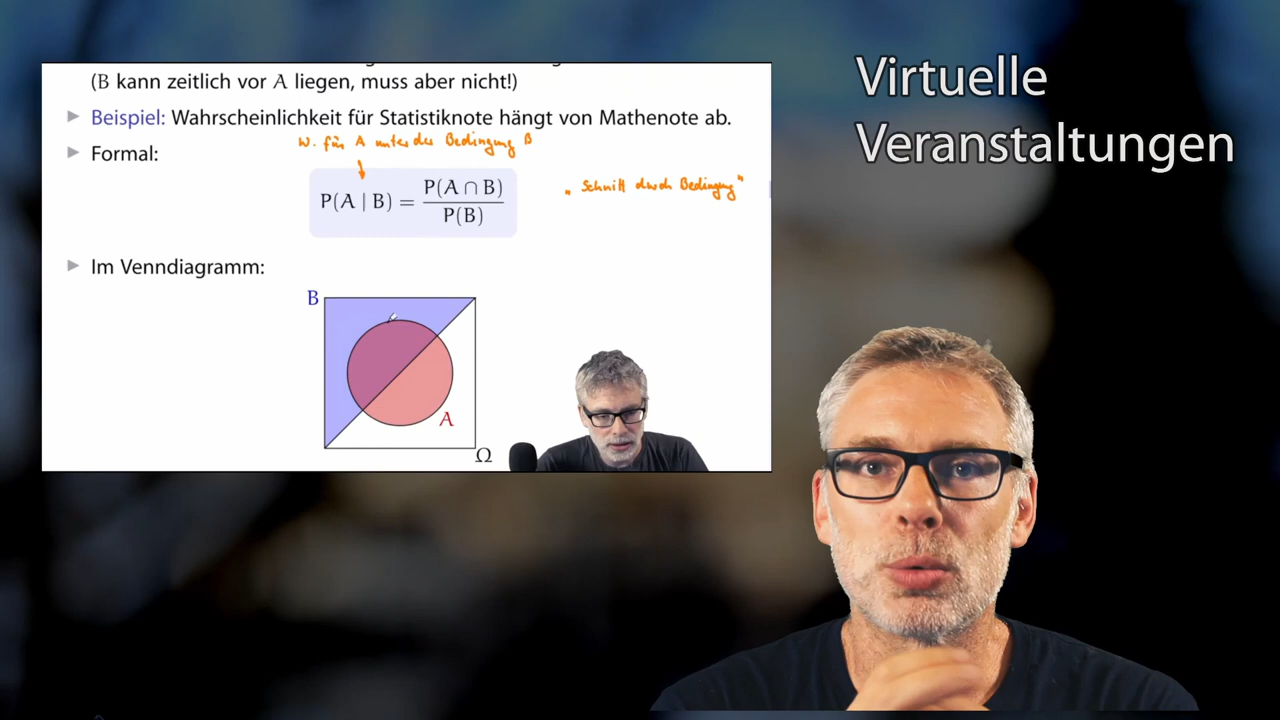 (B kann zeitlich vor A liegen, muss aber nicht!)
Beispiel: Wahrscheinlichkeit für Statistiknote hängt von Mathenote ab.
Formal:
W. für A unter der Bedingung B
P(A | B) = P(A ∩ B) / P(B)
„Schnitt durch Bedingung"
Im Venndiagramm:
B
A
Ω
Virtuelle
Veranstaltungen